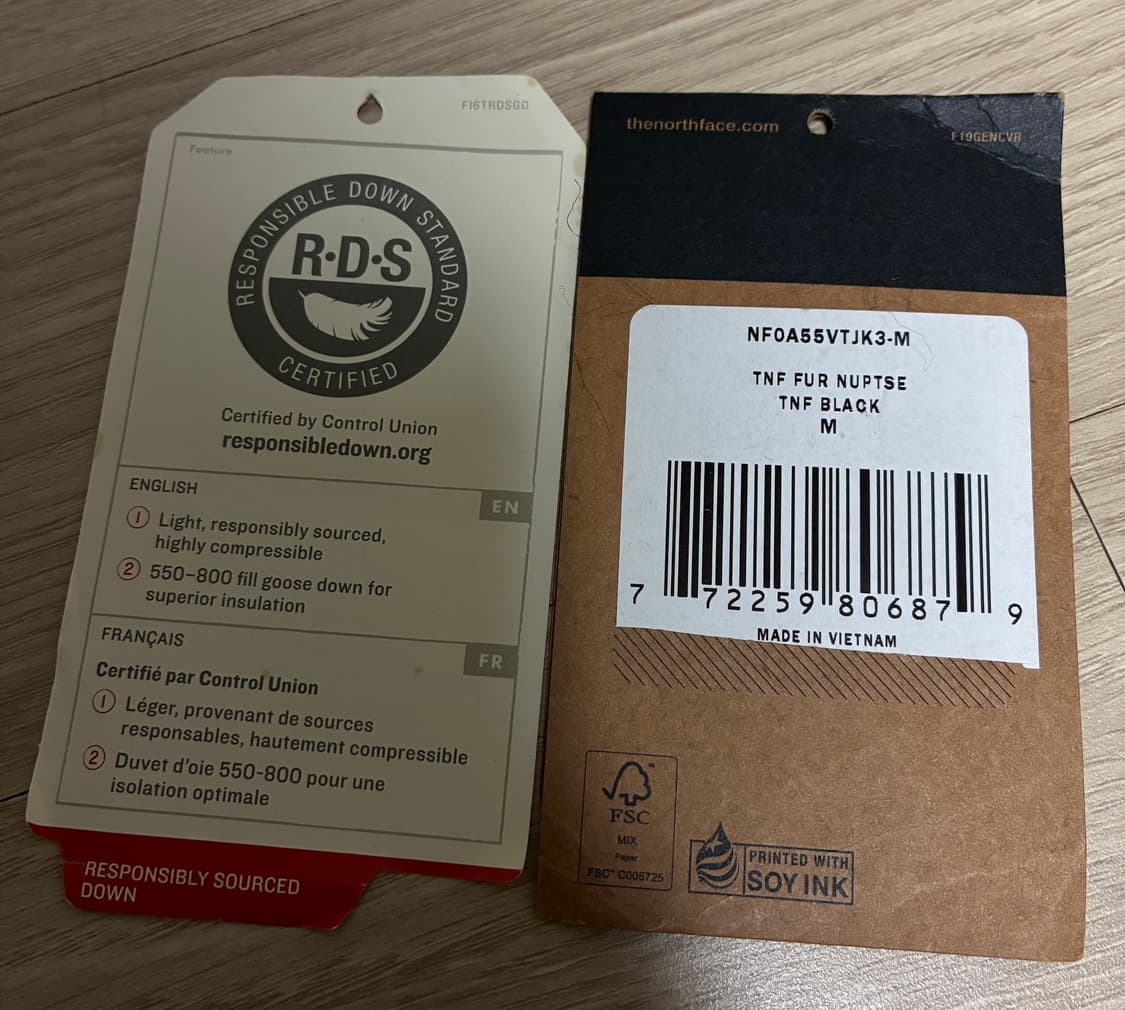 F16TRDSGD
Feature
RESPONSIBLE DOWN STANDARD
R·D·S
CERTIFIED
Certified by Control Union
responsibledown.org
ENGLISH
EN
1 Light, responsibly sourced,
highly compressible
2 550–800 fill goose down for
superior insulation
FRANÇAIS
FR
Certifié par Control Union
1 Léger, provenant de sources
responsables, hautement compressible
2 Duvet d'oie 550-800 pour une
isolation optimale
RESPONSIBLY SOURCED
DOWN
thenorthface.com
F19GENCVR
NF0A55VTJK3-M
TNF FUR NUPTSE
TNF BLACK
M
7 72259 80687 9
MADE IN VIETNAM
FSC
MIX
Paper
FSC™ C005725
PRINTED WITH
SOY INK